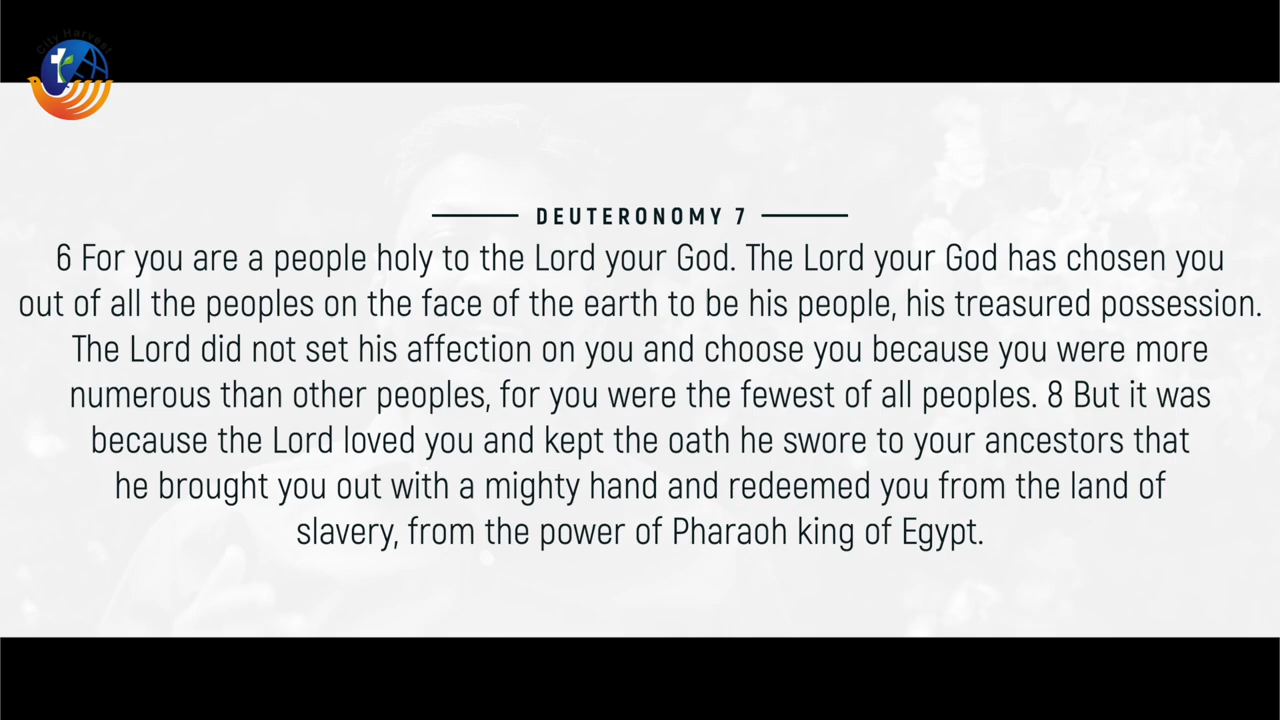 City Harvest
DEUTERONOMY 7
6 For you are a people holy to the Lord your God. The Lord your God has chosen you
out of all the peoples on the face of the earth to be his people, his treasured possession.
The Lord did not set his affection on you and choose you because you were more
numerous than other peoples, for you were the fewest of all peoples. 8 But it was
because the Lord loved you and kept the oath he swore to your ancestors that
he brought you out with a mighty hand and redeemed you from the land of
slavery, from the power of Pharaoh king of Egypt.